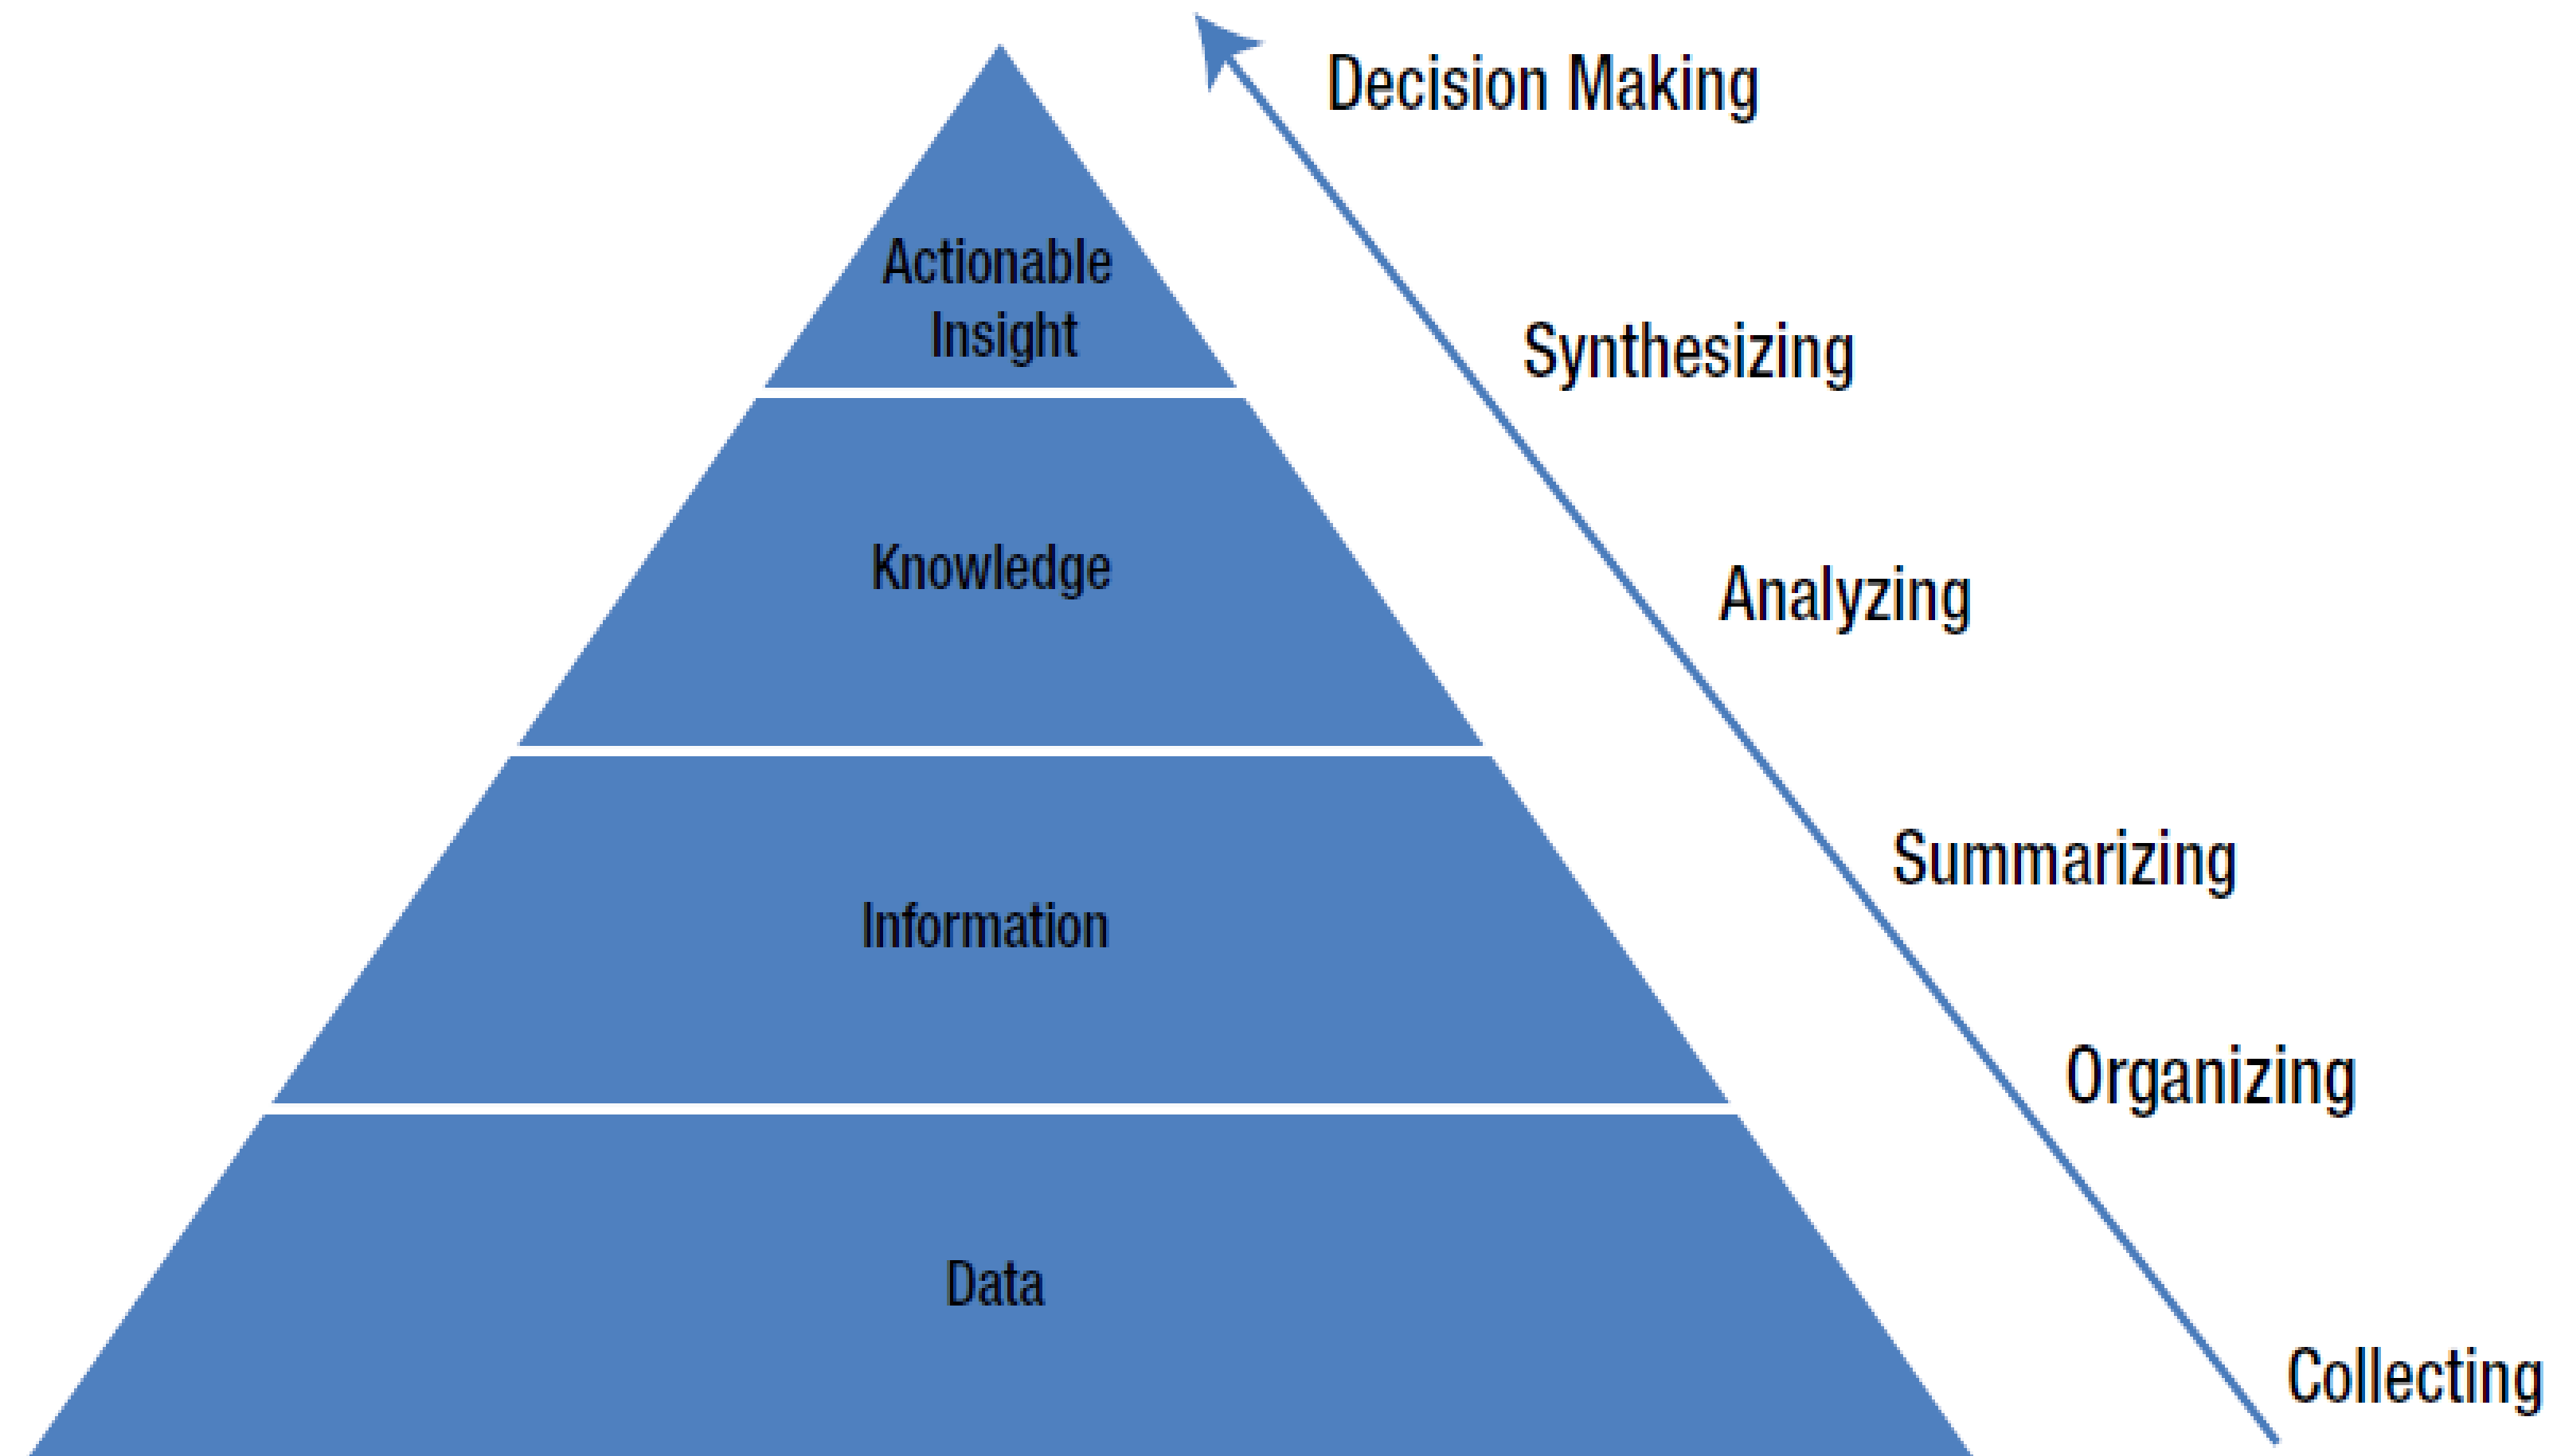 Decision Making
Actionable
Insight
Synthesizing
Knowledge
Analyzing
Summarizing
Information
Organizing
Data
Collecting